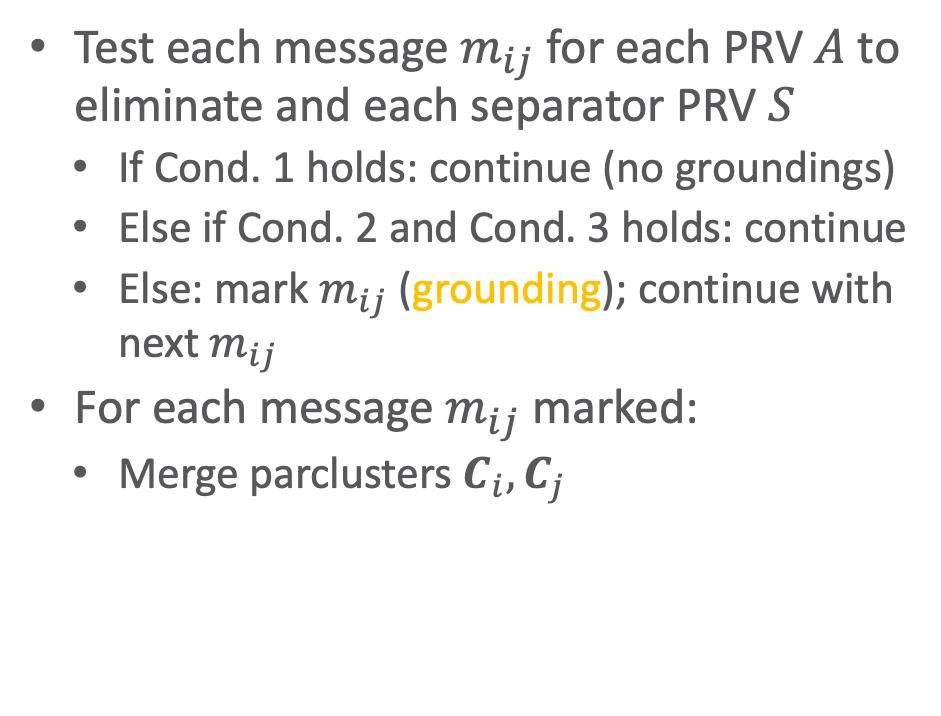 • Test each message 𝑚𝑖𝑗 for each PRV 𝐴 to
eliminate and each separator PRV 𝑆
• If Cond. 1 holds: continue (no groundings)
• Else if Cond. 2 and Cond. 3 holds: continue
• Else: mark 𝑚𝑖𝑗 (grounding); continue with
next 𝑚𝑖𝑗
• For each message 𝑚𝑖𝑗 marked:
• Merge parclusters 𝑪𝑖, 𝑪𝑗